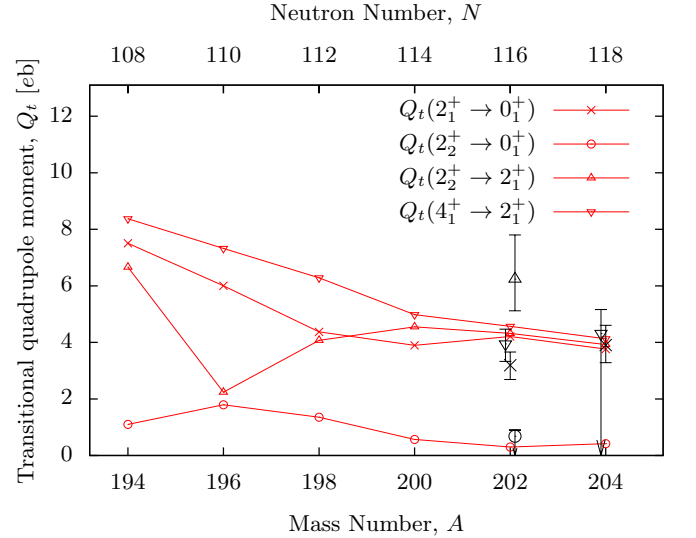 Neutron Number, N
108 110 112 114 116 118
Transitional quadrupole moment, Q_t [eb]
12
10
8
6
4
2
0
Q_t(2_1^+ → 0_1^+)
Q_t(2_2^+ → 0_1^+)
Q_t(2_2^+ → 2_1^+)
Q_t(4_1^+ → 2_1^+)
194 196 198 200 202 204
Mass Number, A